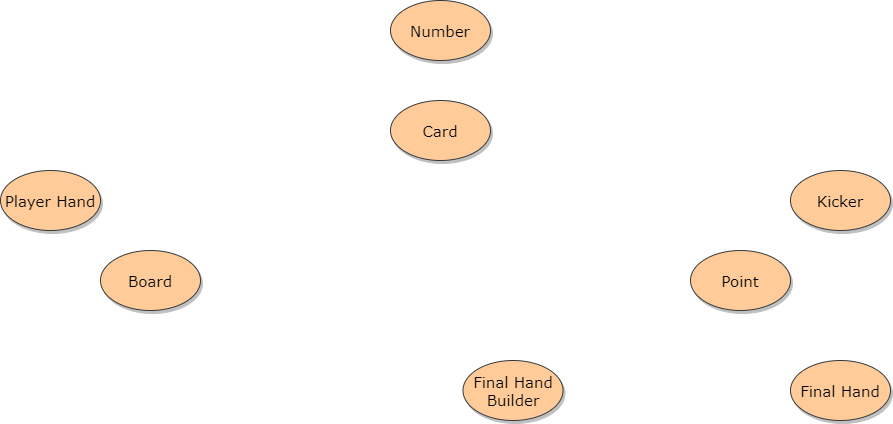 Number
Card
Player Hand
Kicker
Board
Point
Final Hand
Builder
Final Hand